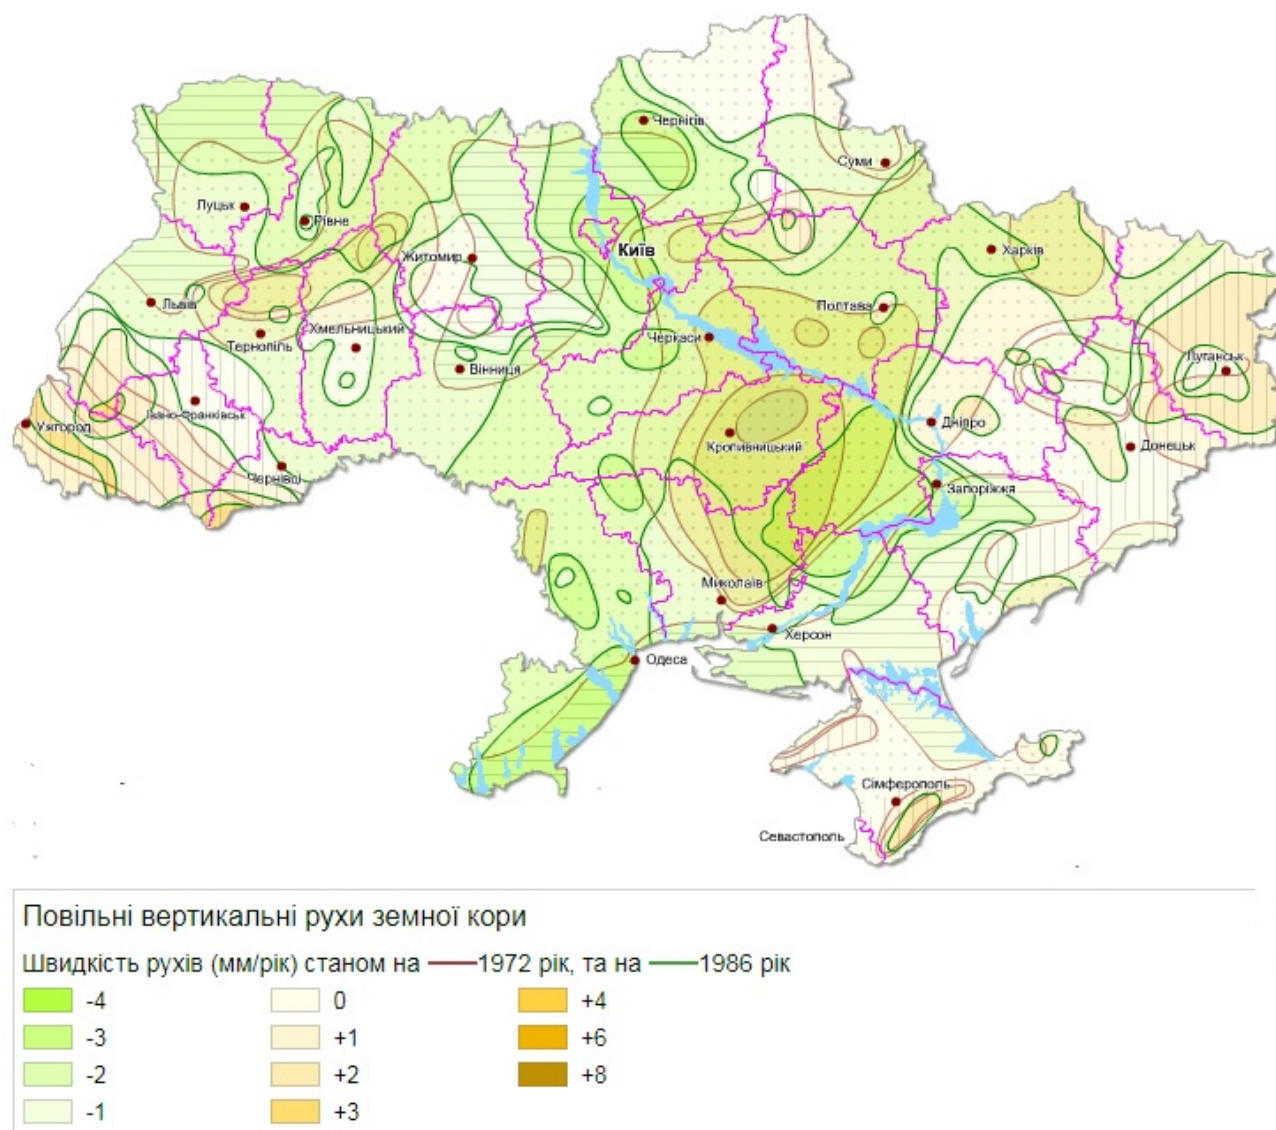 Чернігів
Суми
Луцьк
Рівне
Київ
Житомир
Харків
Львів
Полтава
Хмельницький
Тернопіль
Черкаси
Вінниця
Луганськ
Івано-Франківськ
Ужгород
Дніпро
Кропивницький
Донецьк
Чернівці
Запоріжжя
Миколаїв
Херсон
Одеса
Сімферополь
Севастополь
Повільні вертикальні рухи земної кори
Швидкість рухів (мм/рік) станом на 1972 рік, та на 1986 рік
-4 0 +4
-3 +1 +6
-2 +2 +8
-1 +3